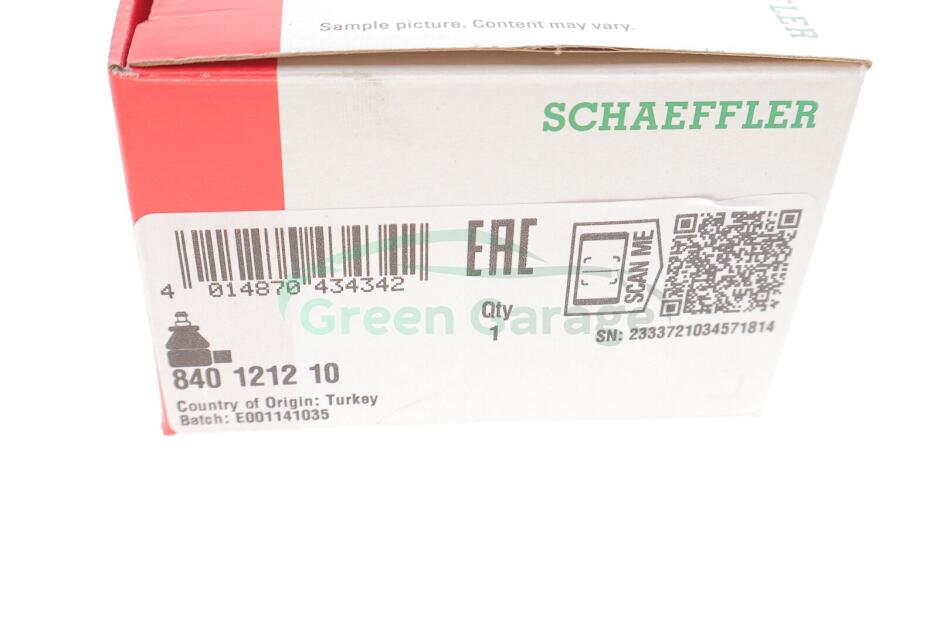 Sample picture. Content may vary.
FLER
SCHAEFFLER
EAC
SCAN ME
4 014870 434342
Green Garage
Qty
1
SN: 2333721034571814
840 1212 10
Country of Origin: Turkey
Batch: E001141035